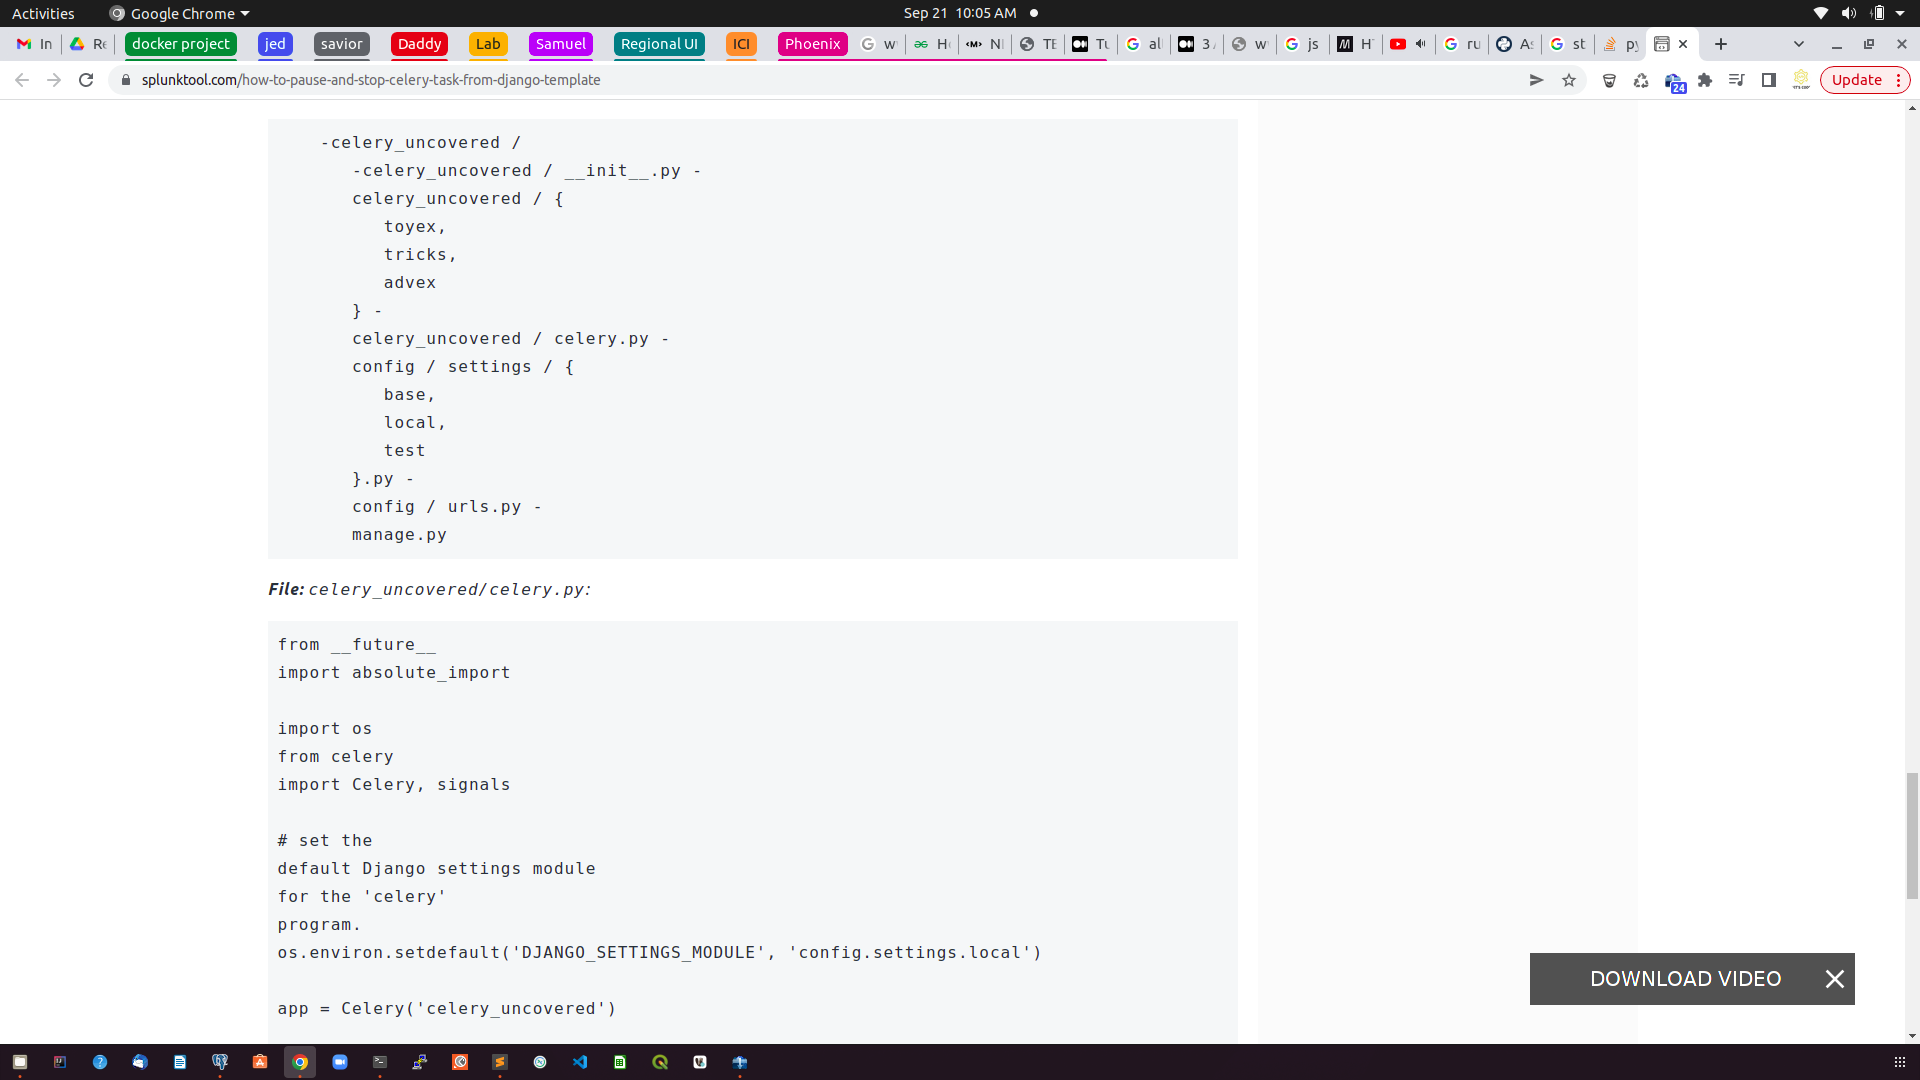 Activities
Google Chrome
Sep 21 10:05 AM
In
Re
docker project
jed
savior
Daddy
Lab
Samuel
Regional UI
ICI
Phoenix
w
H
NI
TE
Tu
al
3
w
js
H
ru
As
st
py
splunktool.com/how-to-pause-and-stop-celery-task-from-django-template
24
Update
-celery_uncovered /
-celery_uncovered / __init__.py -
celery_uncovered / {
toyex,
tricks,
advex
} -
celery_uncovered / celery.py -
config / settings / {
base,
local,
test
}.py -
config / urls.py -
manage.py
File: celery_uncovered/celery.py:
from __future__
import absolute_import
import os
from celery
import Celery, signals
# set the
default Django settings module
for the 'celery'
program.
os.environ.setdefault('DJANGO_SETTINGS_MODULE', 'config.settings.local')
app = Celery('celery_uncovered')
DOWNLOAD VIDEO